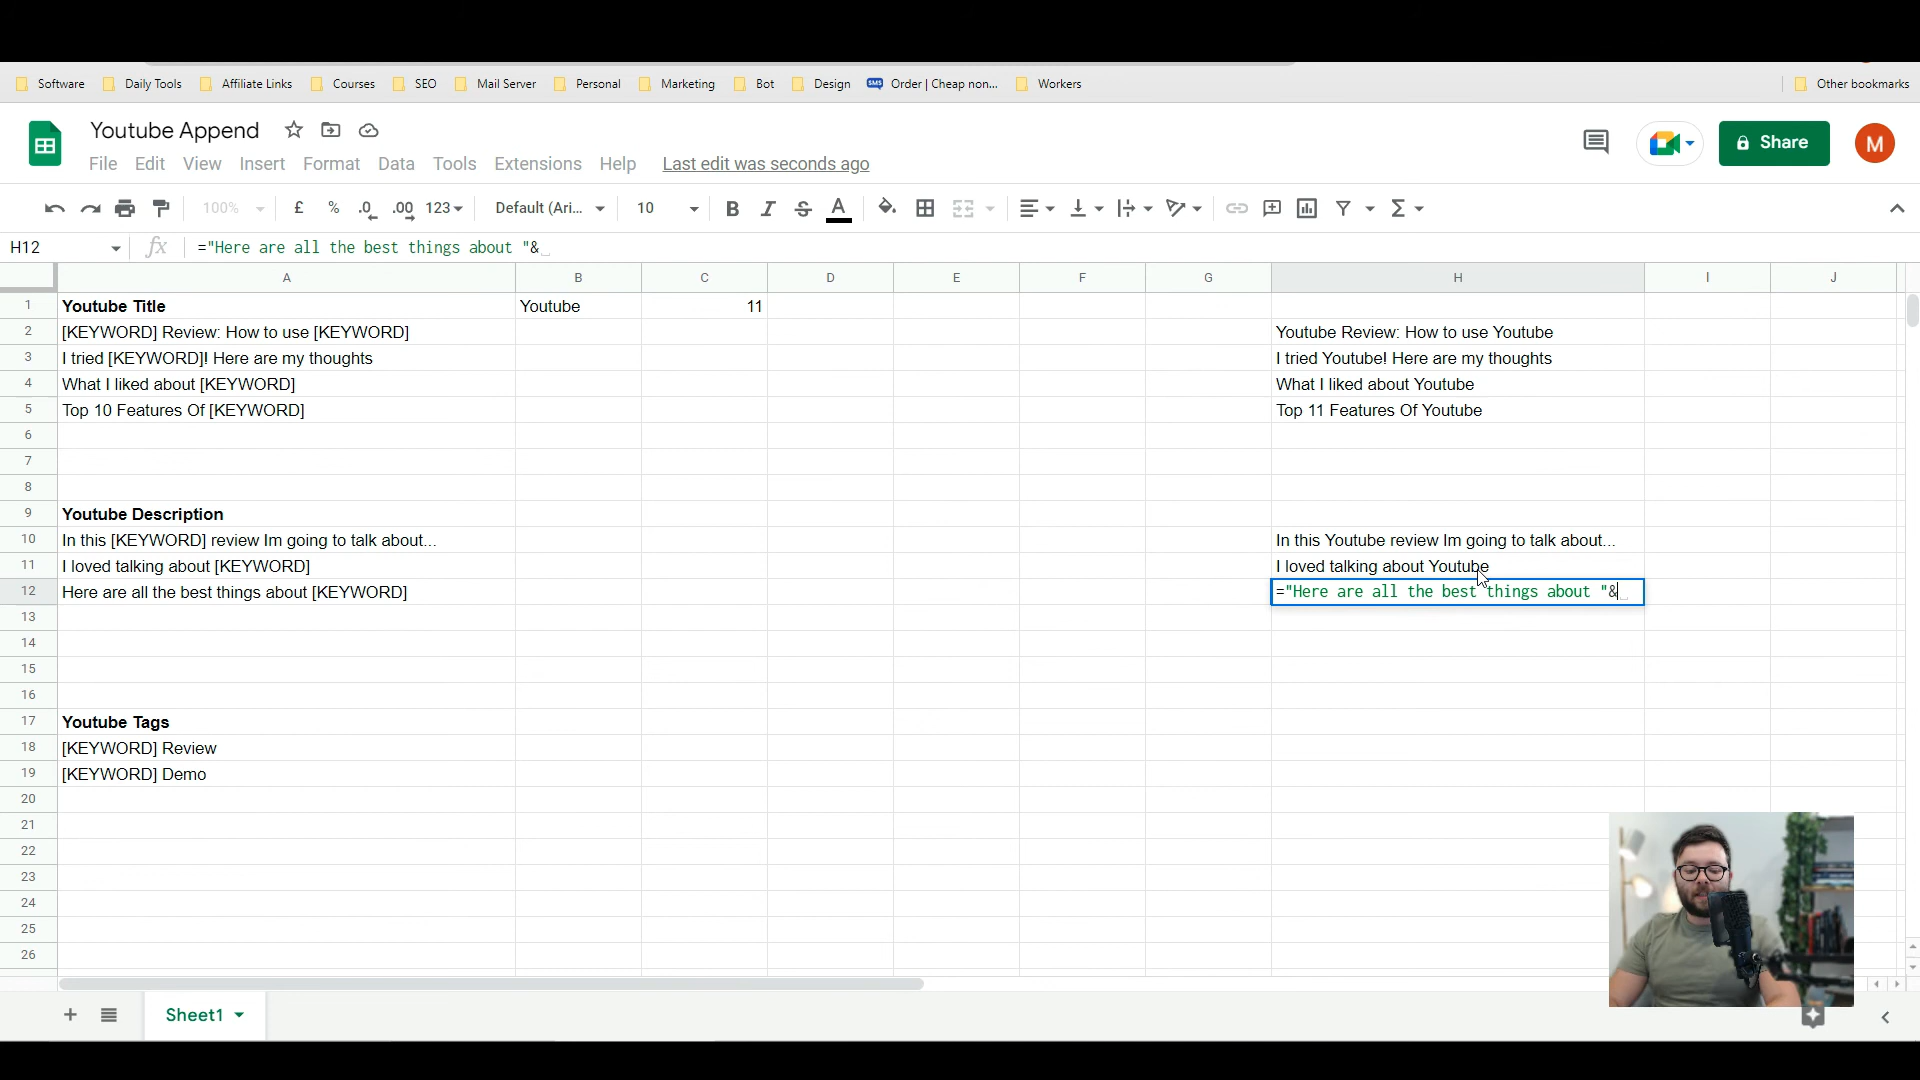 Software Daily Tools Affiliate Links Courses SEO Mail Server Personal Marketing Bot Design SMS Order | Cheap non... Workers Other bookmarks
Youtube Append
File Edit View Insert Format Data Tools Extensions Help Last edit was seconds ago
Share
M
100% £ % .0 .00 123 Default (Ari... 10 B I S A
H12 fx ="Here are all the best things about "&
A B C D E F G H I J
1 Youtube Title Youtube 11
2 [KEYWORD] Review: How to use [KEYWORD] Youtube Review: How to use Youtube
3 I tried [KEYWORD]! Here are my thoughts I tried Youtube! Here are my thoughts
4 What I liked about [KEYWORD] What I liked about Youtube
5 Top 10 Features Of [KEYWORD] Top 11 Features Of Youtube
6
7
8
9 Youtube Description
10 In this [KEYWORD] review Im going to talk about... In this Youtube review Im going to talk about...
11 I loved talking about [KEYWORD] I loved talking about Youtube
12 Here are all the best things about [KEYWORD] ="Here are all the best things about "&
13
14
15
16
17 Youtube Tags
18 [KEYWORD] Review
19 [KEYWORD] Demo
20
21
22
23
24
25
26
Sheet1